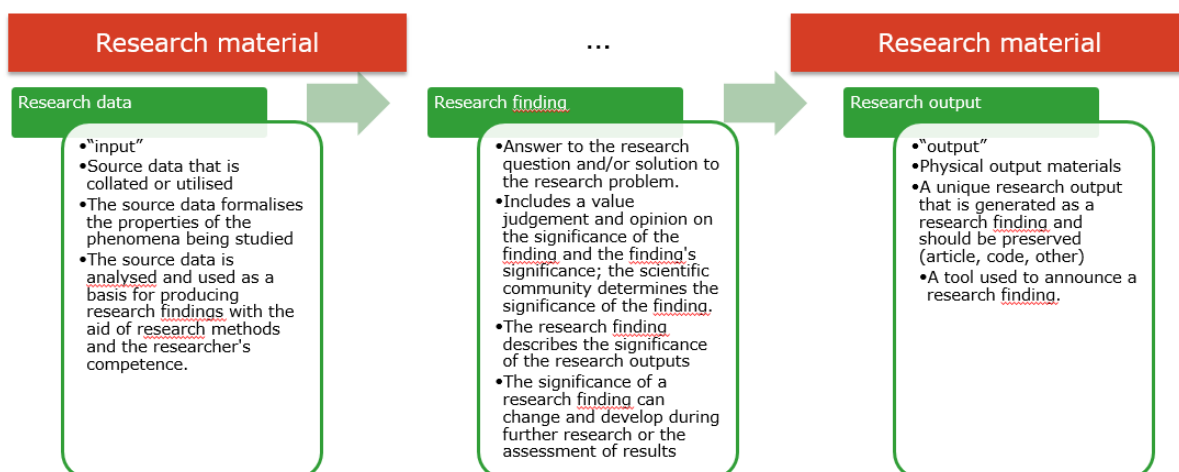 Research material
...
Research material
Research data
•“input”
•Source data that is
collated or utilised
•The source data formalises
the properties of the
phenomena being studied
•The source data is
analysed and used as a
basis for producing
research findings with the
aid of research methods
and the researcher's
competence.
Research finding
•Answer to the research
question and/or solution to
the research problem.
•Includes a value
judgement and opinion on
the significance of the
finding and the finding's
significance; the scientific
community determines the
significance of the finding.
•The research finding
describes the significance
of the research outputs
•The significance of a
research finding can
change and develop during
further research or the
assessment of results
Research output
•“output”
•Physical output materials
•A unique research output
that is generated as a
research finding and
should be preserved
(article, code, other)
•A tool used to announce a
research finding.